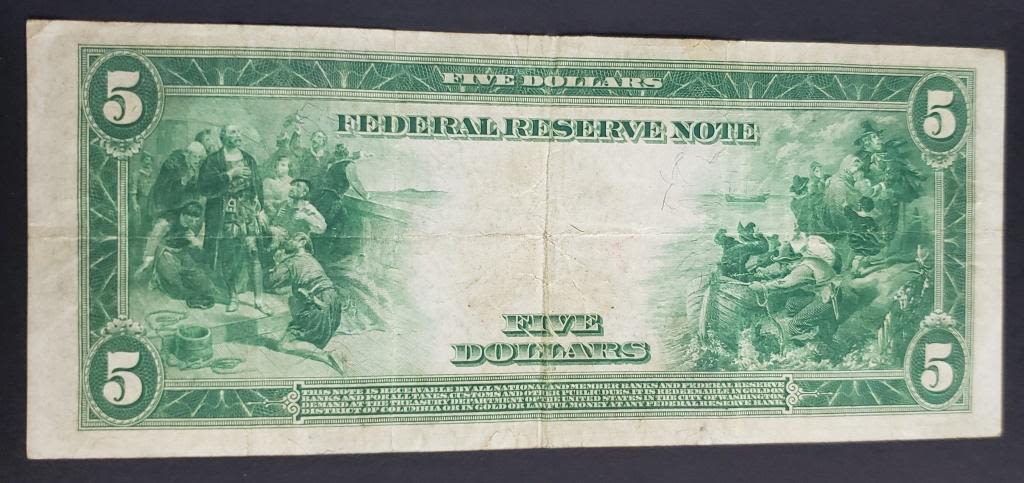 5 FIVE DOLLARS 5
FEDERAL RESERVE NOTE
FIVE
DOLLARS
5 5
THIS NOTE IS RECEIVABLE BY ALL NATIONAL AND MEMBER BANKS AND FEDERAL RESERVE
BANKS AND FOR ALL TAXES, CUSTOMS AND OTHER PUBLIC DUES. IT IS REDEEMABLE IN GOLD ON
DEMAND AT THE TREASURY DEPARTMENT OF THE UNITED STATES IN THE CITY OF WASHINGTON,
DISTRICT OF COLUMBIA OR IN GOLD OR LAWFUL MONEY AT ANY FEDERAL RESERVE BANK.